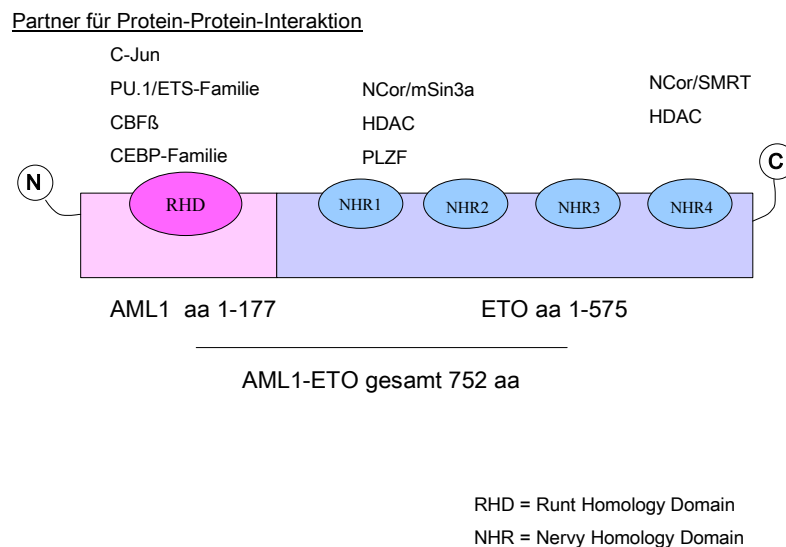 Partner für Protein-Protein-Interaktion
C-Jun
PU.1/ETS-Familie
CBFß
CEBP-Familie
NCor/mSin3a
HDAC
PLZF
NCor/SMRT
HDAC
N
C
RHD
NHR1
NHR2
NHR3
NHR4
AML1 aa 1-177
ETO aa 1-575
AML1-ETO gesamt 752 aa
RHD = Runt Homology Domain
NHR = Nervy Homology Domain